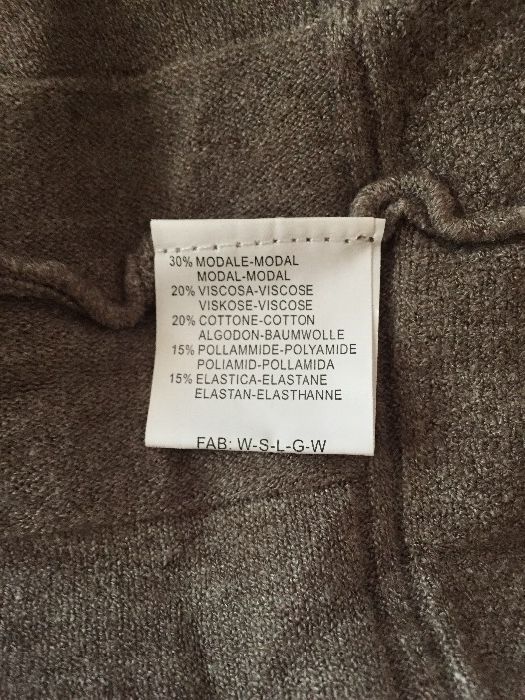 30% MODALE-MODAL
MODAL-MODAL
20% VISCOSA-VISCOSE
VISKOSE-VISCOSE
20% COTTONE-COTTON
ALGODON-BAUMWOLLE
15% POLLAMMIDE-POLYAMIDE
POLIAMID-POLLAMIDA
15% ELASTICA-ELASTANE
ELASTAN-ELASTHANNE
FAB: W-S-L-G-W